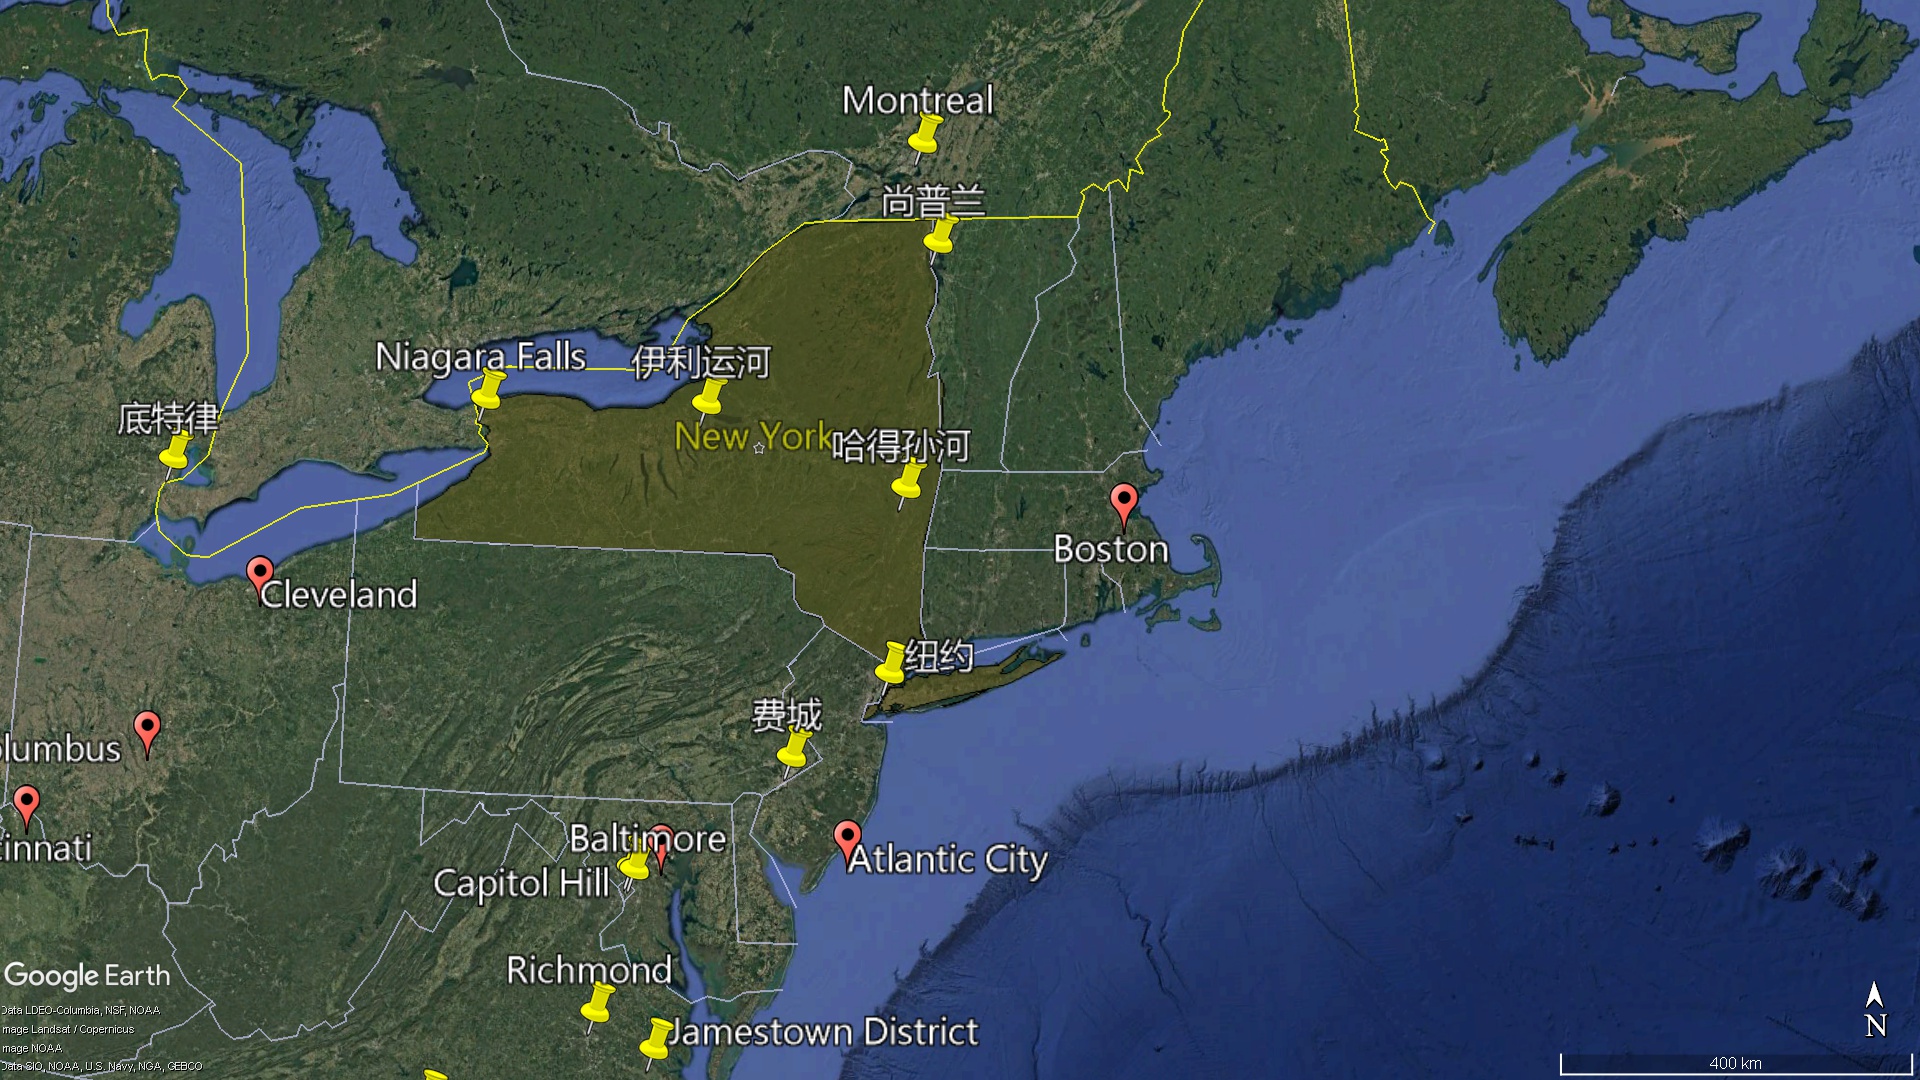 Montreal
尚普兰
Niagara Falls
伊利运河
底特律
New York
哈得孙河
Boston
Cleveland
纽约
费城
olumbus
Baltimore
cinnati
Atlantic City
Capitol Hill
Richmond
Google Earth
Data LDEO-Columbia, NSF, NOAA
mage Landsat / Copernicus
mage NOAA
Data SIO, NOAA, U.S. Navy, NGA, GEBCO
Jamestown District
N
400 km